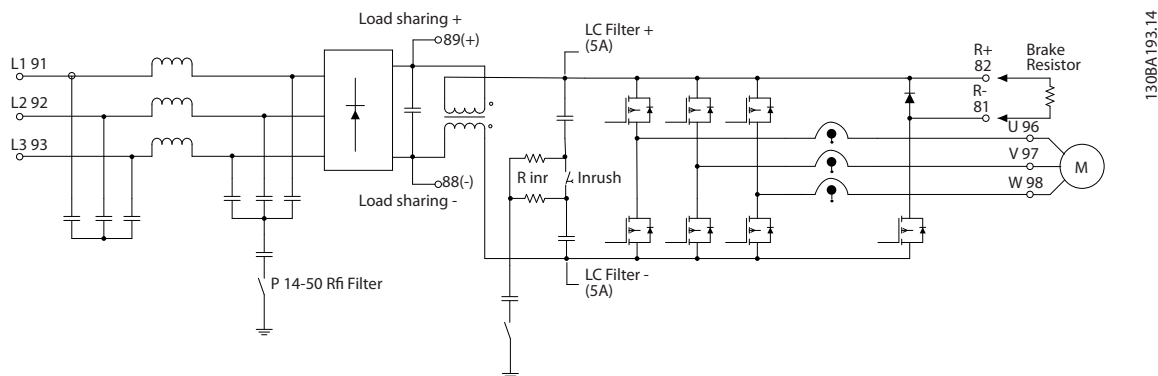 Load sharing +
89(+)
LC Filter +
(5A)
R+
82
Brake
Resistor
130BA193.14
L1 91
R-
81
L2 92
U 96
L3 93
V 97
M
R inr
Inrush
88(-)
W 98
Load sharing -
LC Filter -
(5A)
P 14-50 Rfi Filter